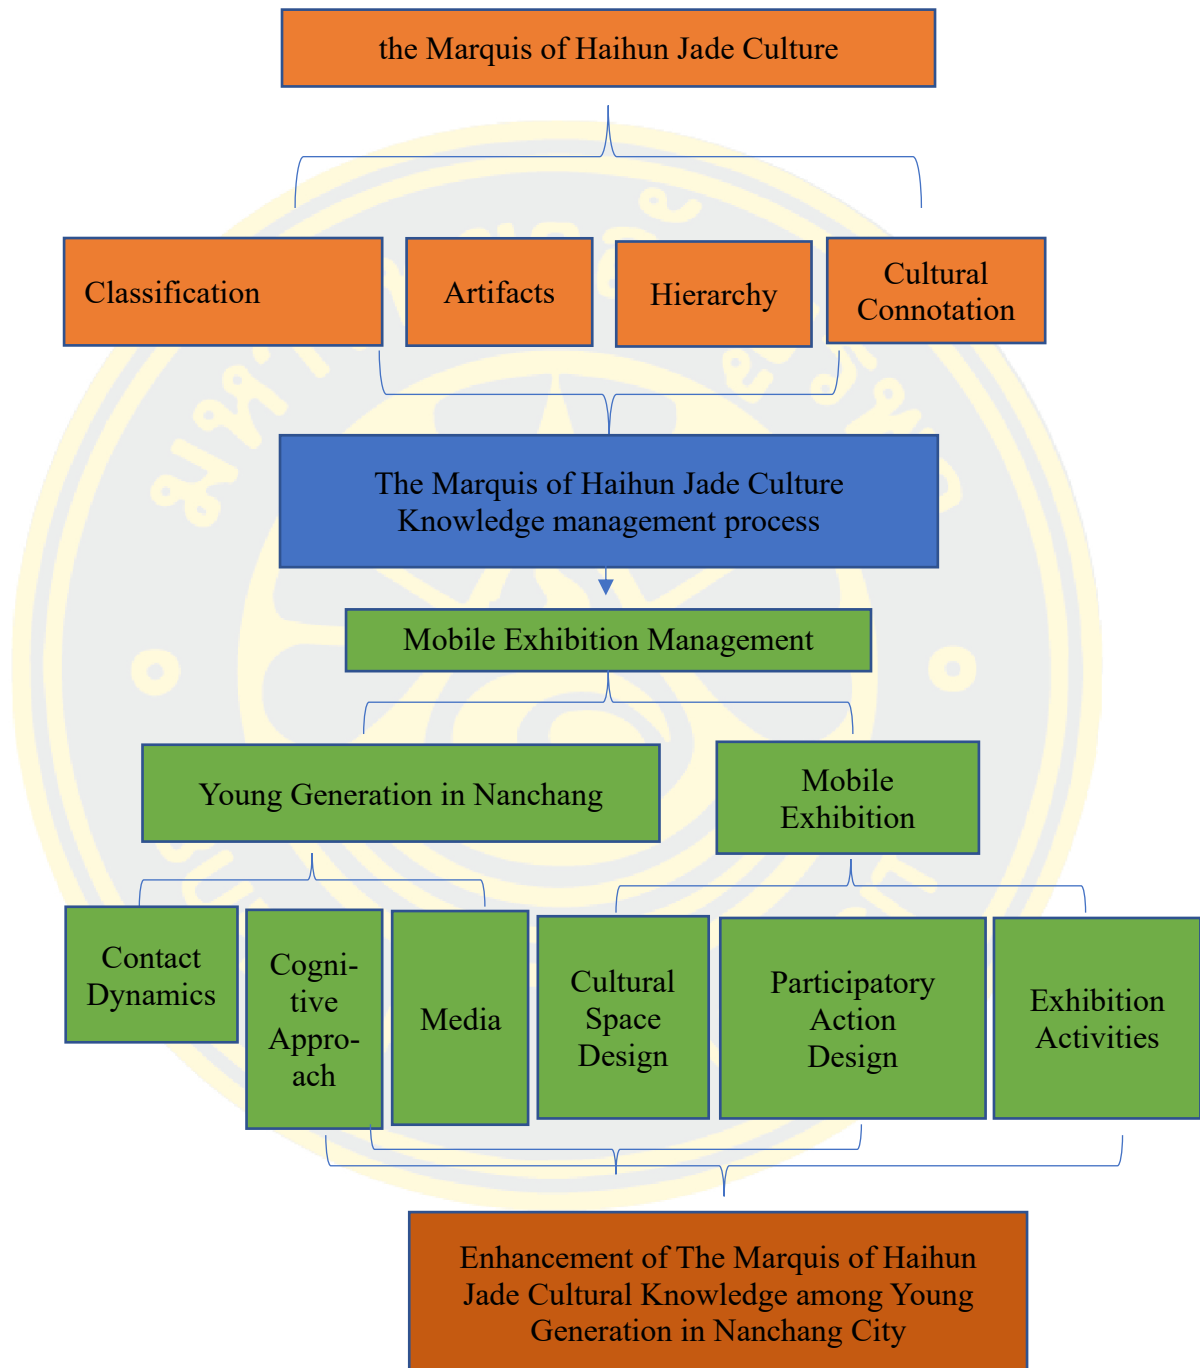 the Marquis of Haihun Jade Culture
Classification
Artifacts
Hierarchy
Cultural
Connotation
The Marquis of Haihun Jade Culture
Knowledge management process
Mobile Exhibition Management
Young Generation in Nanchang
Mobile
Exhibition
Contact
Dynamics
Cogni-
tive
Appro-
ach
Media
Cultural
Space
Design
Participatory
Action
Design
Exhibition
Activities
Enhancement of The Marquis of Haihun
Jade Cultural Knowledge among Young
Generation in Nanchang City